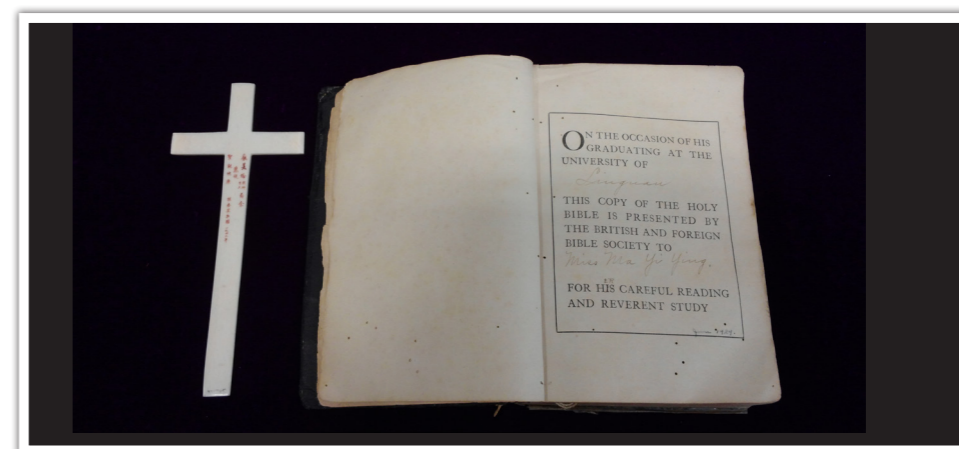 ON THE OCCASION OF HIS
GRADUATING AT THE
UNIVERSITY OF
Lingnan
THIS COPY OF THE HOLY
BIBLE IS PRESENTED BY
THE BRITISH AND FOREIGN
BIBLE SOCIETY TO
Miss Ma Yi Ying.
FOR HIS CAREFUL READING
AND REVERENT STUDY